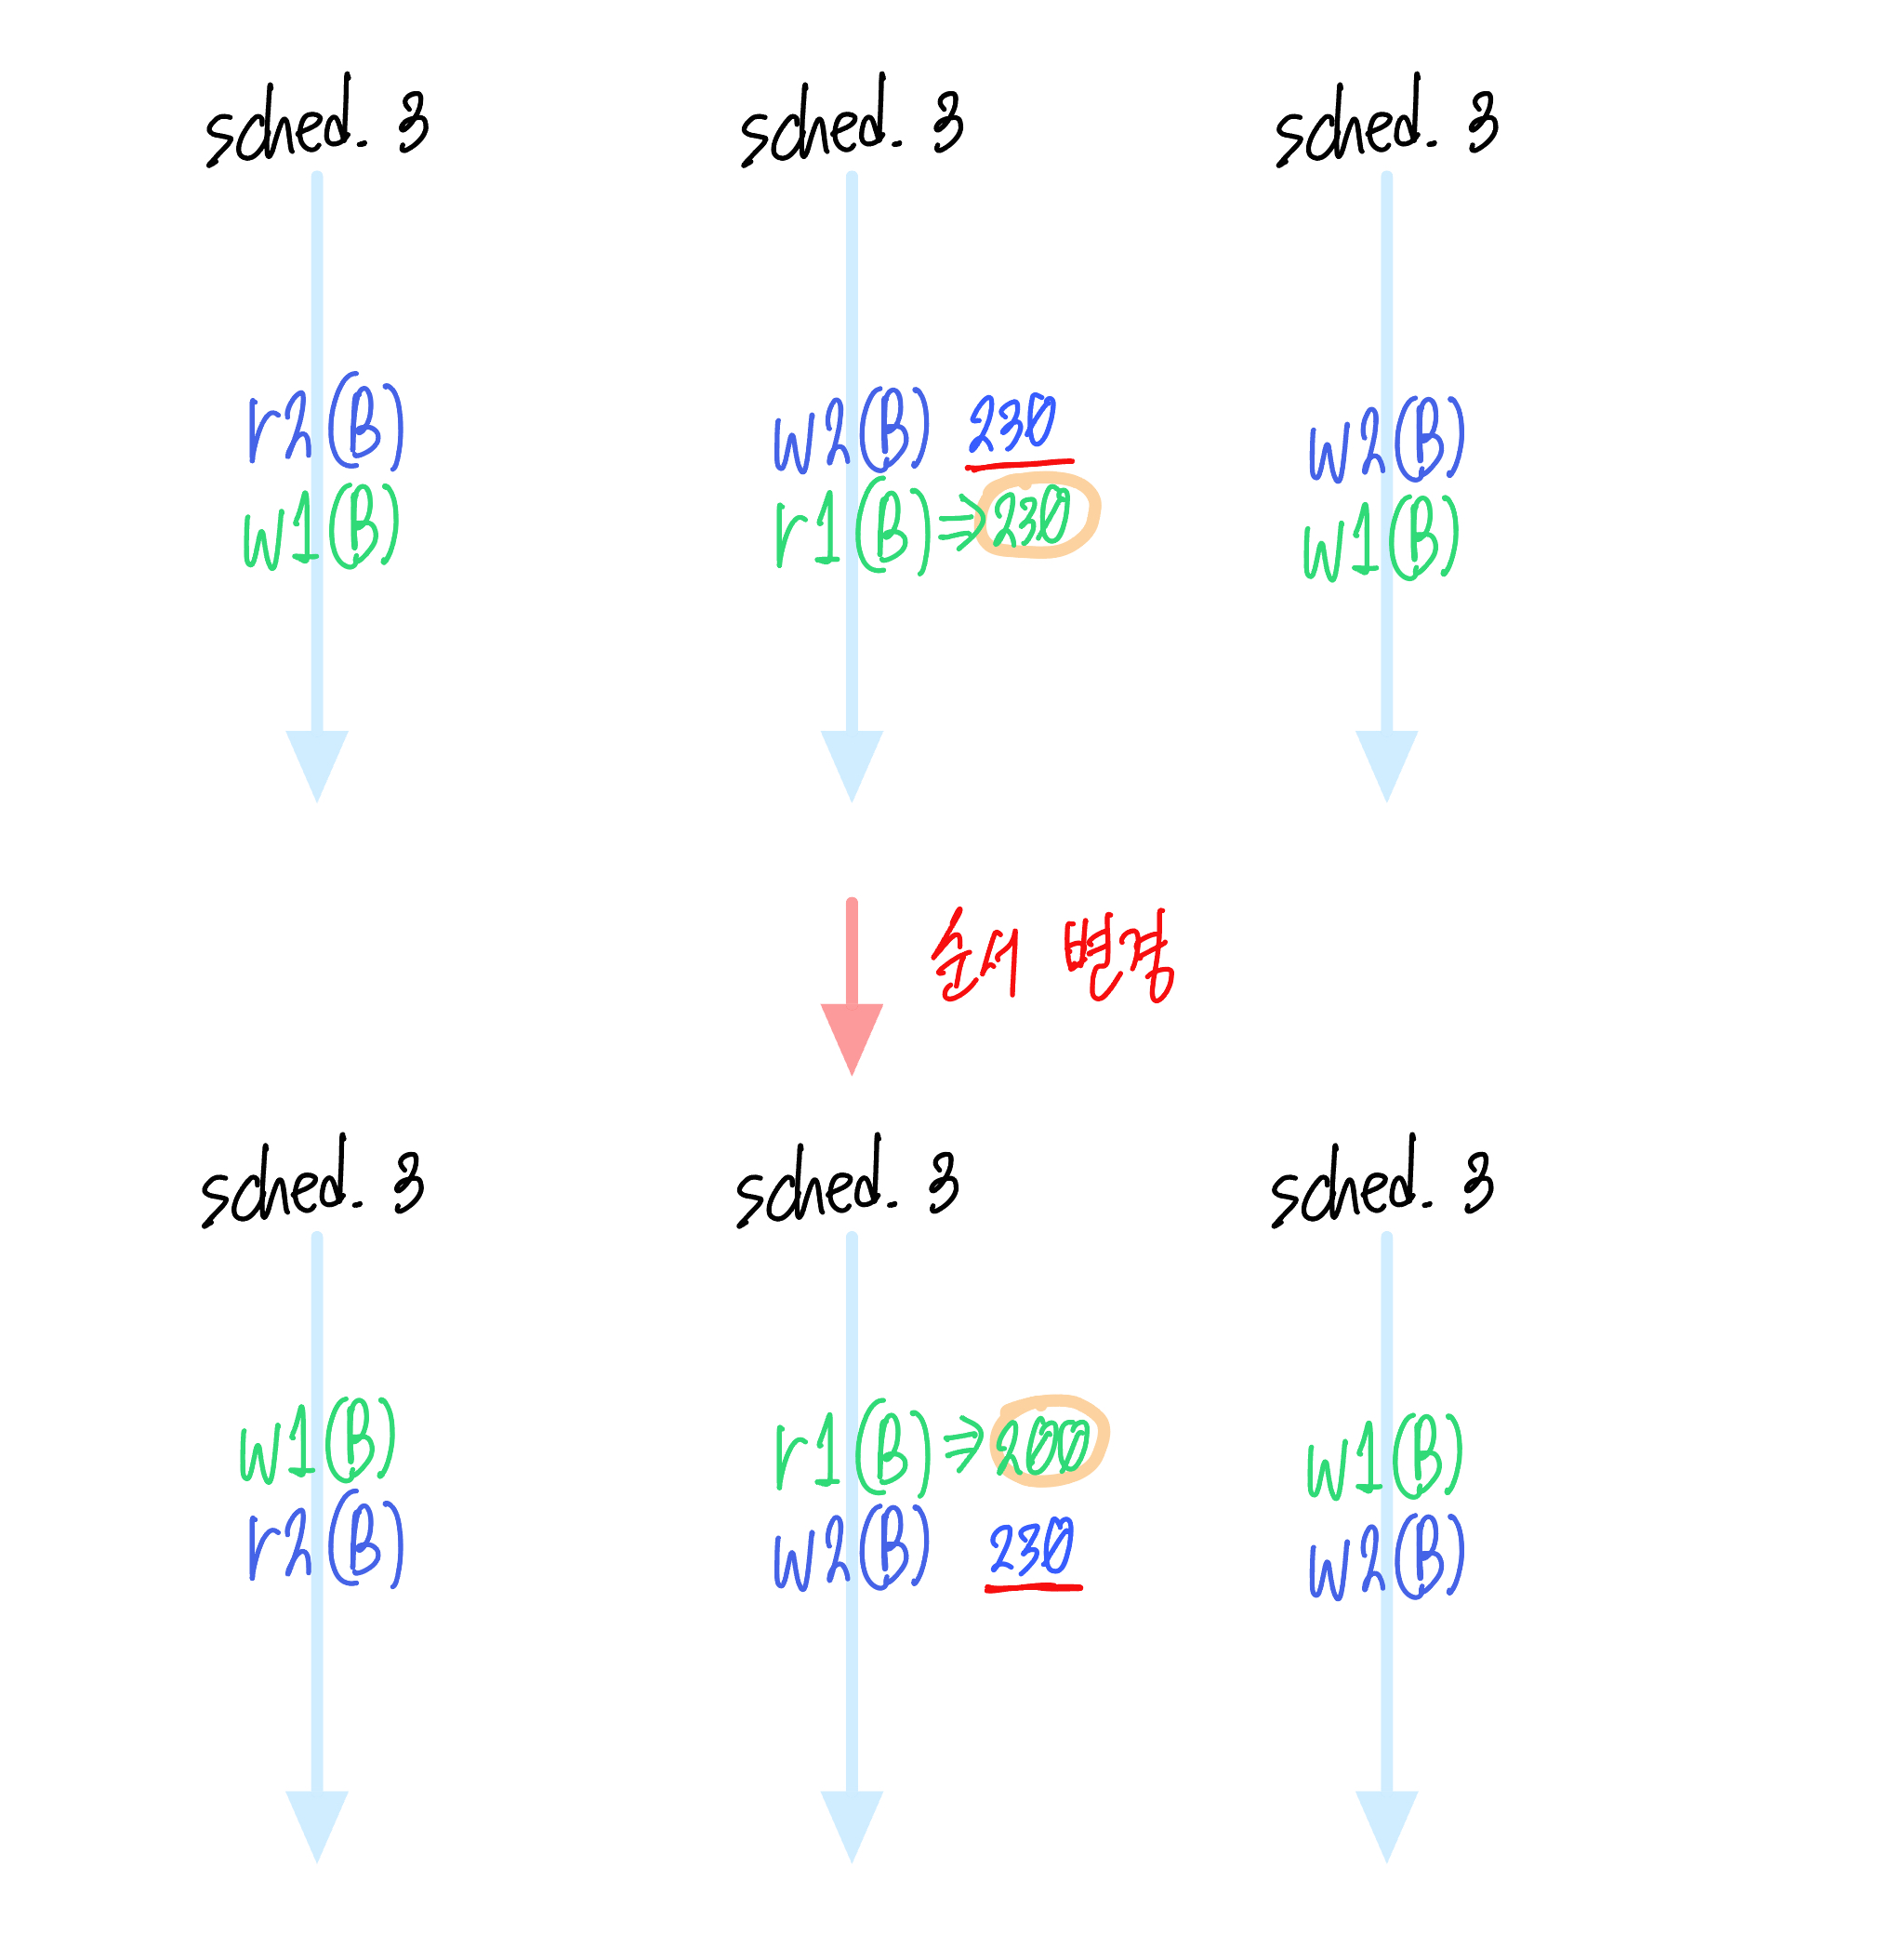 sched. 3
sched. 3
sched. 3
r2(B)
w1(B)
w2(B) 230
r1(B)⇒230
w2(B)
w1(B)
순서 변경
sched. 3
sched. 3
sched. 3
w1(B)
r2(B)
r1(B)⇒200
w2(B) 230
w1(B)
w2(B)